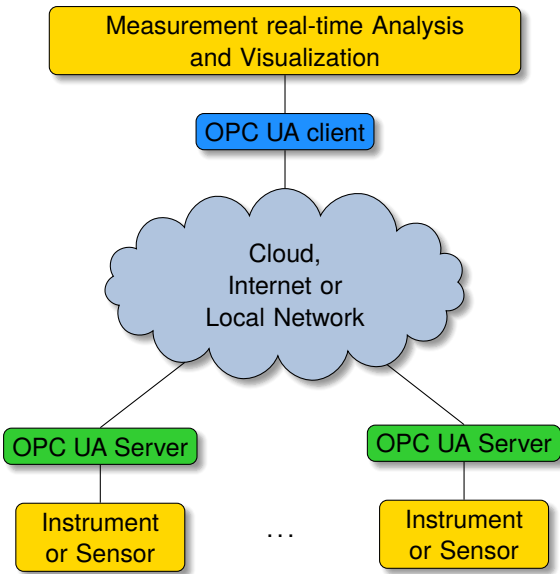 Measurement real-time Analysis
and Visualization
OPC UA client
Cloud,
Internet or
Local Network
OPC UA Server
OPC UA Server
Instrument
or Sensor
...
Instrument
or Sensor